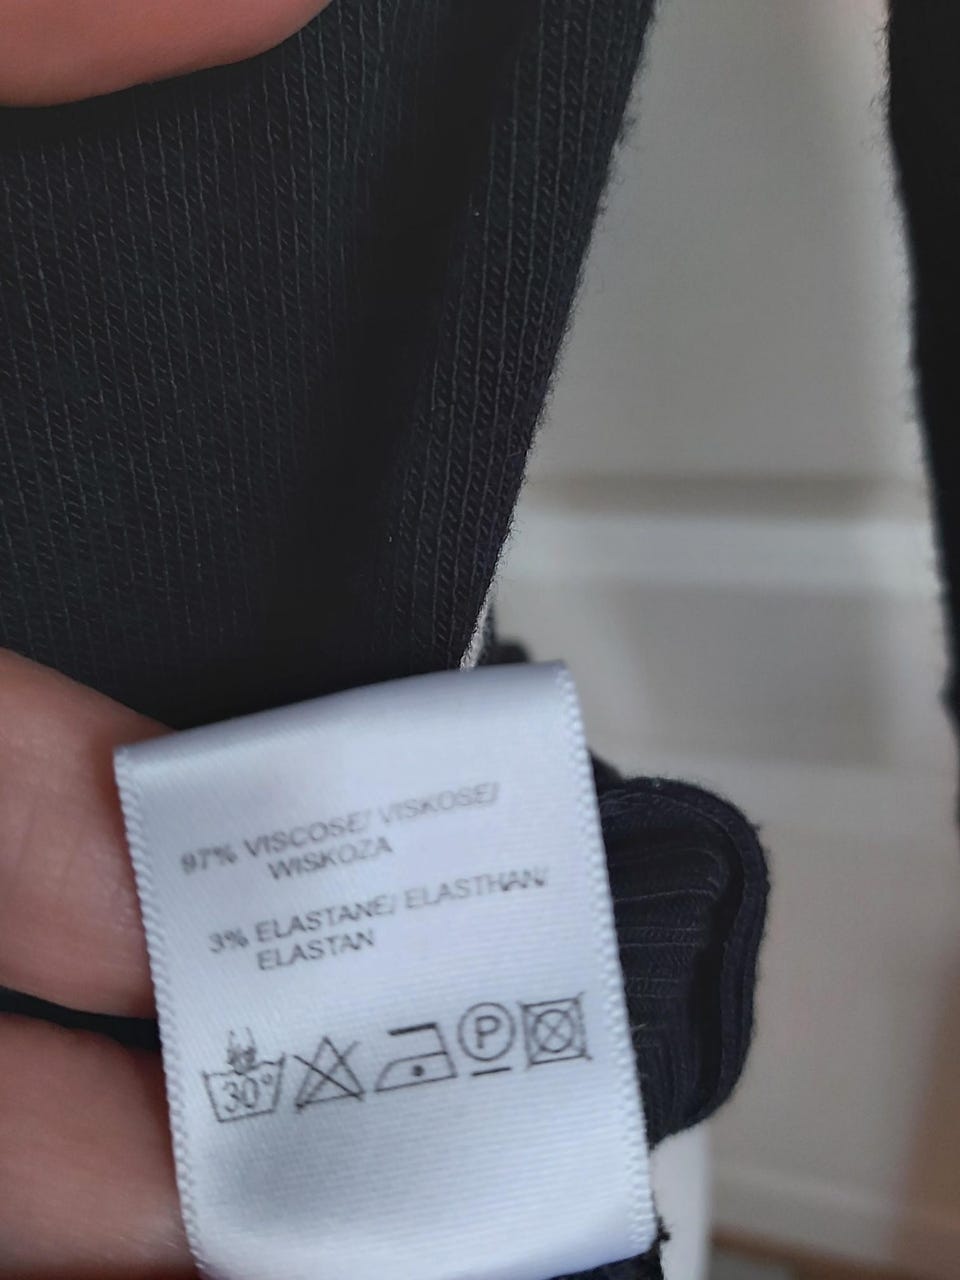 97% VISCOSE/ VISKOSE/
WISKOZA
3% ELASTANE/ ELASTHAN/
ELASTAN
30° P